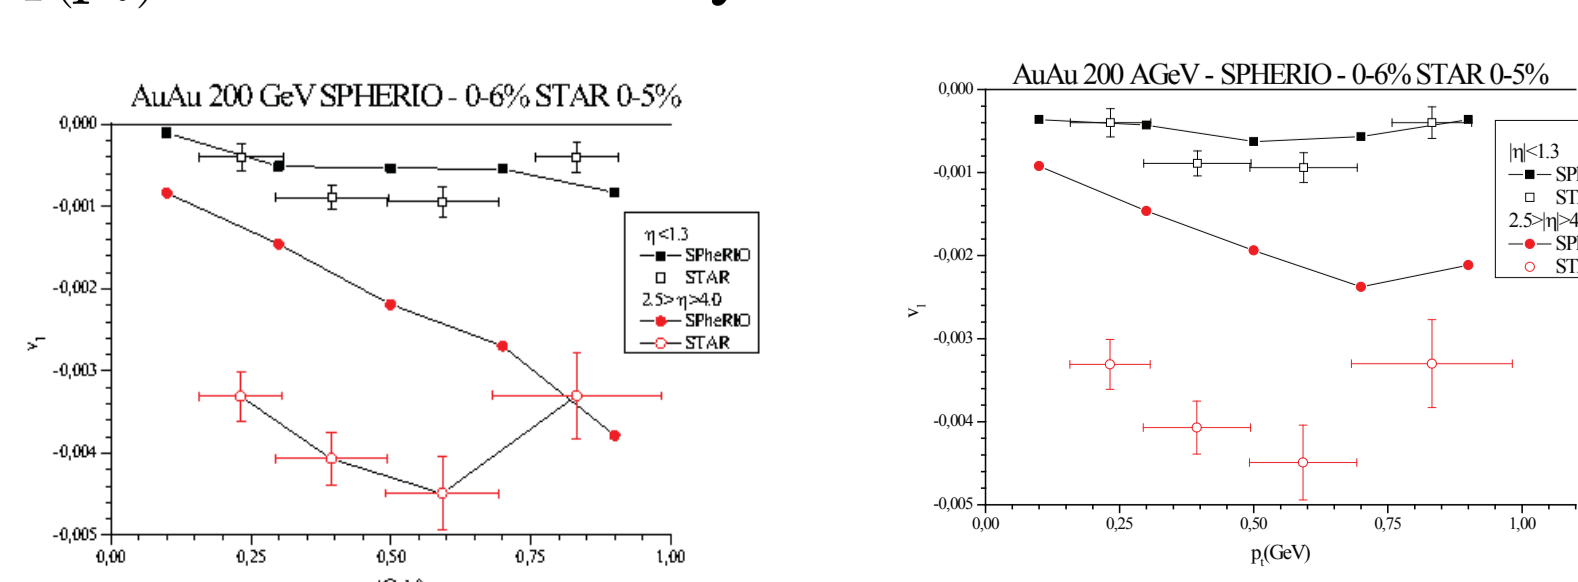 AuAu 200 GeV SPHERIO - 0-6% STAR 0-5%
0,000
-0,001
-0,002
-0,003
-0,004
-0,005
v1
0,00 0,25 0,50 0,75 1,00
η<1.3
SPheRIO
STAR
2.5>η>4.0
SPheRIO
STAR
AuAu 200 AGeV - SPHERIO - 0-6% STAR 0-5%
0,000
-0,001
-0,002
-0,003
-0,004
-0,005
v1
0,00 0,25 0,50 0,75 1,00
pt(GeV)
|η|<1.3
2.5>|η|>4